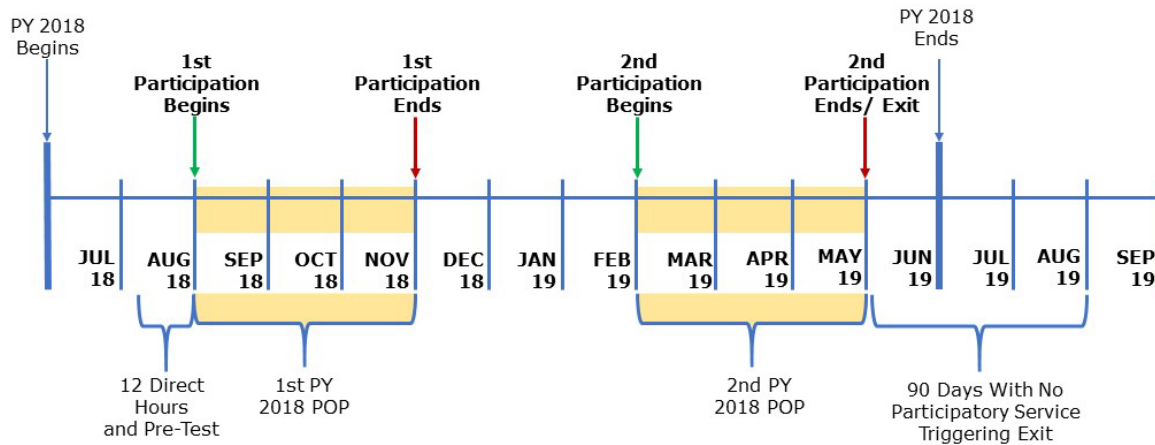 PY 2018
Begins
1st
Participation
Begins
1st
Participation
Ends
2nd
Participation
Begins
2nd
Participation
Ends/ Exit
PY 2018
Ends
JUL
18
AUG
18
SEP
18
OCT
18
NOV
18
DEC
18
JAN
19
FEB
19
MAR
19
APR
19
MAY
19
JUN
19
JUL
19
AUG
19
SEP
19
12 Direct
Hours
and Pre-Test
1st PY
2018 POP
2nd PY
2018 POP
90 Days With No
Participatory Service
Triggering Exit